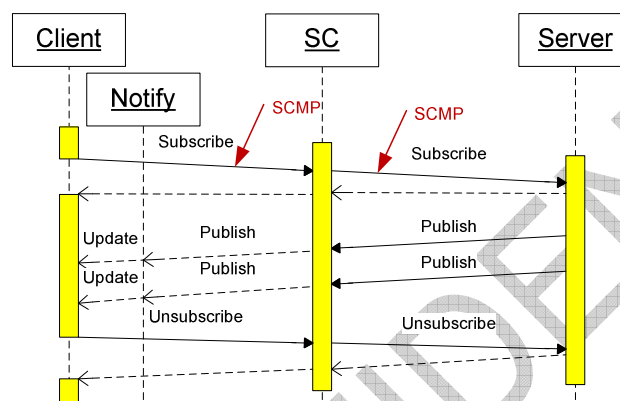 Client
SC
Server
Notify
SCMP
SCMP
Subscribe
Subscribe
Publish
Update
Publish
Publish
Update
Publish
Unsubscribe
Unsubscribe